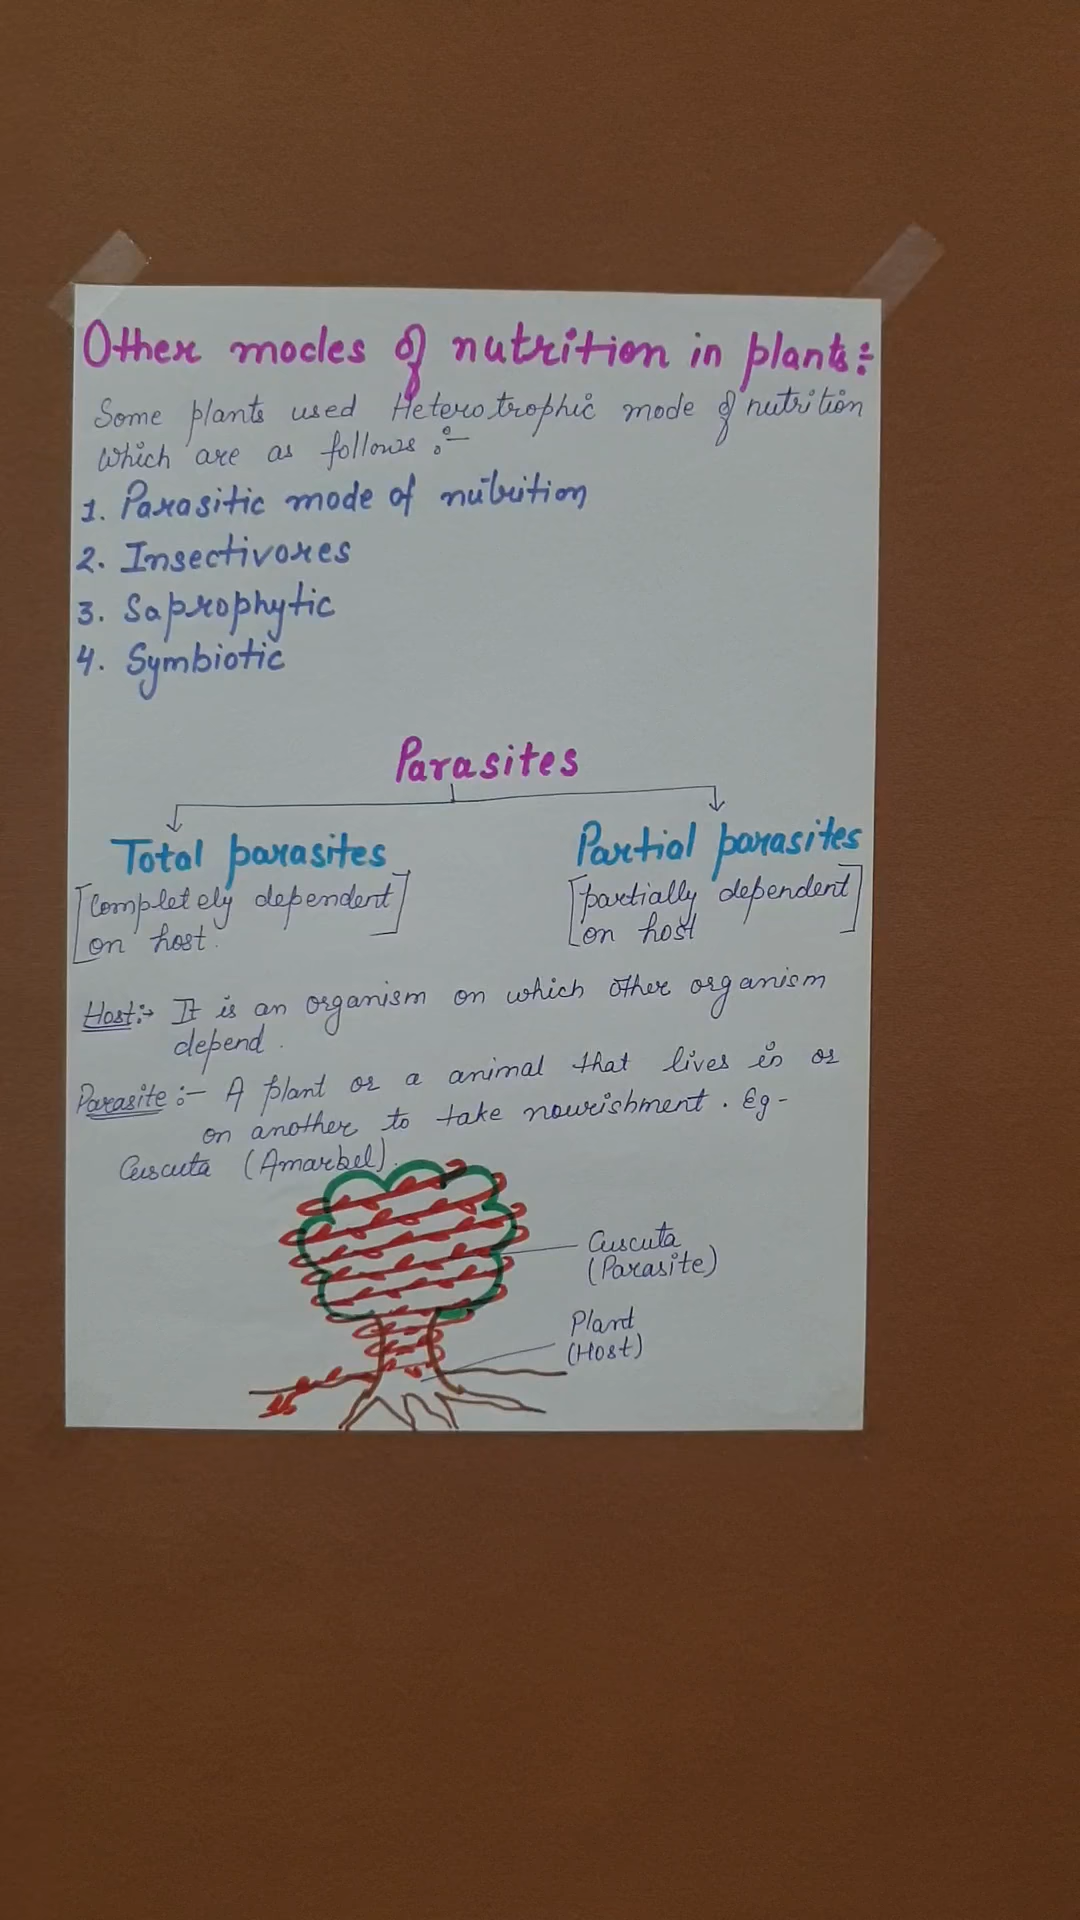 Other modes of nutrition in plants:-
Some plants used Heterotrophic mode of nutrition
which are as follows :-
1. Parasitic mode of nutrition
2. Insectivores
3. Saprophytic
4. Symbiotic
Parasites
Total parasites
[completely dependent
on host.]
Partial parasites
[partially dependent
on host]
Host:- It is an organism on which other organism
depend.
Parasite :- A plant or a animal that lives in or
on another to take nourishment. Eg-
Cuscuta (Amarbel).
Cuscuta
(Parasite)
Plant
(Host)